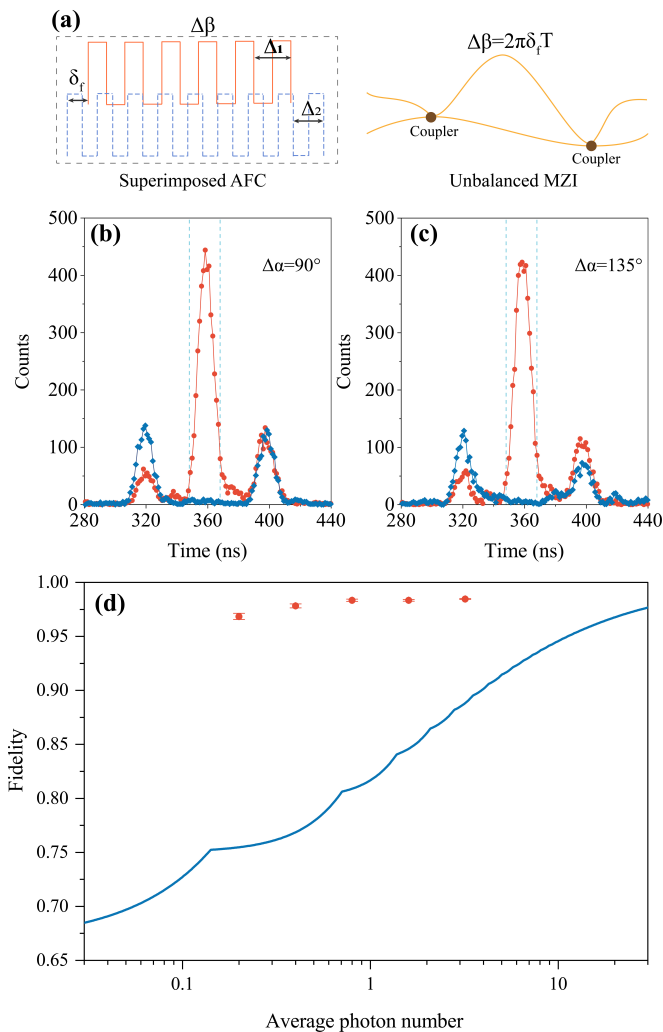 (a)
Δβ
Δ1
δf
Δ2
Superimposed AFC
Δβ=2πδfT
Coupler
Coupler
Unbalanced MZI
(b)
Δα=90°
500
400
300
200
100
0
Counts
280 320 360 400 440
Time (ns)
(c)
Δα=135°
500
400
300
200
100
0
Counts
280 320 360 400 440
Time (ns)
(d)
1.00
0.95
0.90
0.85
0.80
0.75
0.70
0.65
Fidelity
0.1 1 10
Average photon number